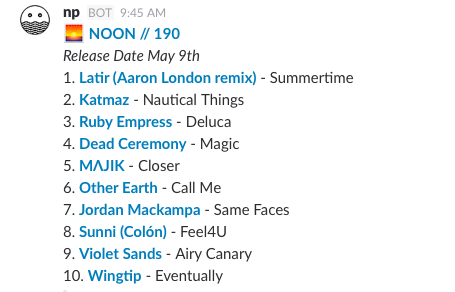 np BOT 9:45 AM
NOON // 190
Release Date May 9th
1. Latir (Aaron London remix) - Summertime
2. Katmaz - Nautical Things
3. Ruby Empress - Deluca
4. Dead Ceremony - Magic
5. MΛJIK - Closer
6. Other Earth - Call Me
7. Jordan Mackampa - Same Faces
8. Sunni (Colón) - Feel4U
9. Violet Sands - Airy Canary
10. Wingtip - Eventually